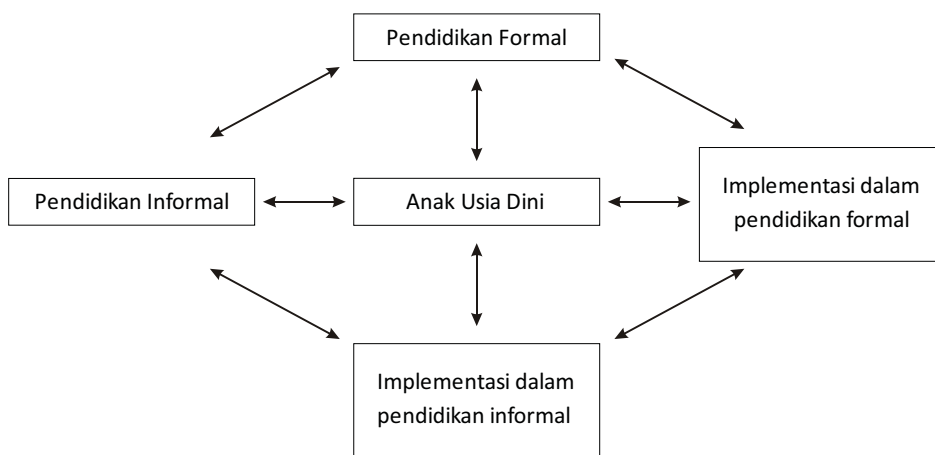 Pendidikan Formal
Pendidikan Informal
Anak Usia Dini
Implementasi dalam
pendidikan formal
Implementasi dalam
pendidikan informal